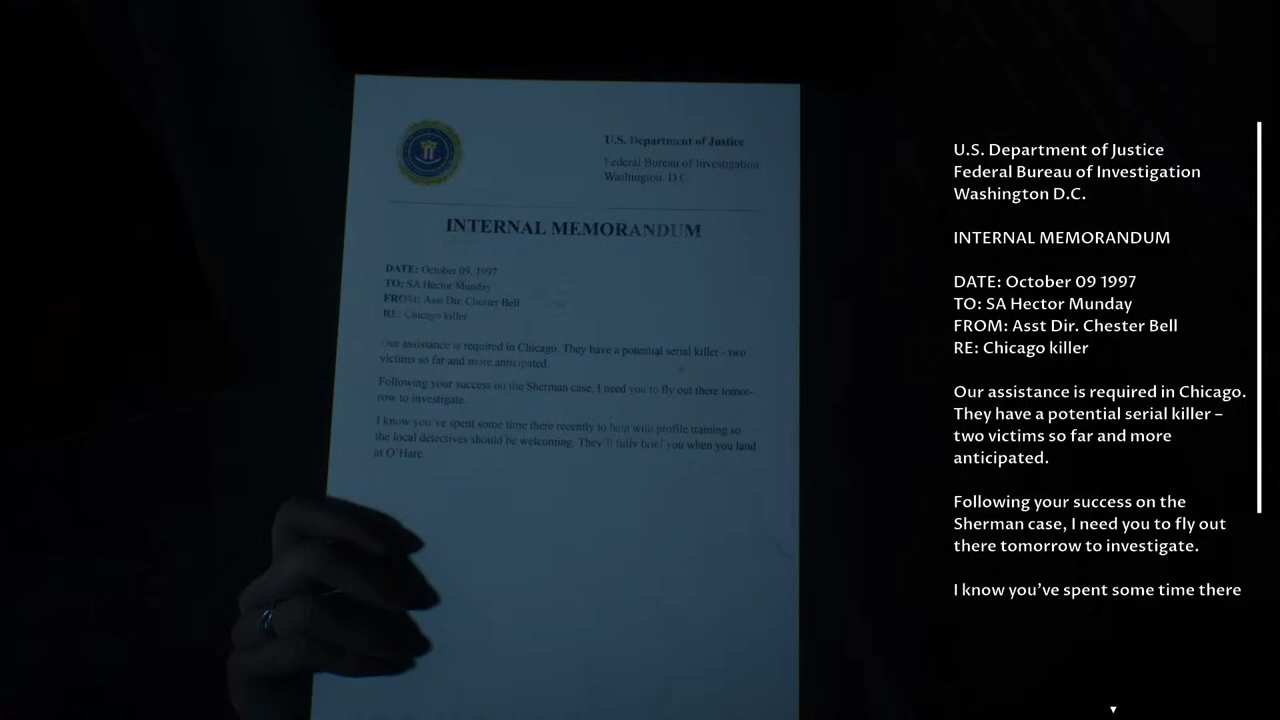 U.S. Department of Justice
Federal Bureau of Investigation
Washington, D.C.
INTERNAL MEMORANDUM
DATE: October 09, 1997
TO: SA Hector Munday
FROM: Asst Dir. Chester Bell
RE: Chicago killer
Our assistance is required in Chicago. They have a potential serial killer – two
victims so far and more anticipated.
Following your success on the Sherman case, I need you to fly out there tomor-
row to investigate.
I know you've spent some time there recently to help with profile training so
the local detectives should be welcoming. They'll fully brief you when you land
at O'Hare.
U.S. Department of Justice
Federal Bureau of Investigation
Washington D.C.
INTERNAL MEMORANDUM
DATE: October 09 1997
TO: SA Hector Munday
FROM: Asst Dir. Chester Bell
RE: Chicago killer
Our assistance is required in Chicago.
They have a potential serial killer –
two victims so far and more
anticipated.
Following your success on the
Sherman case, I need you to fly out
there tomorrow to investigate.
I know you've spent some time there